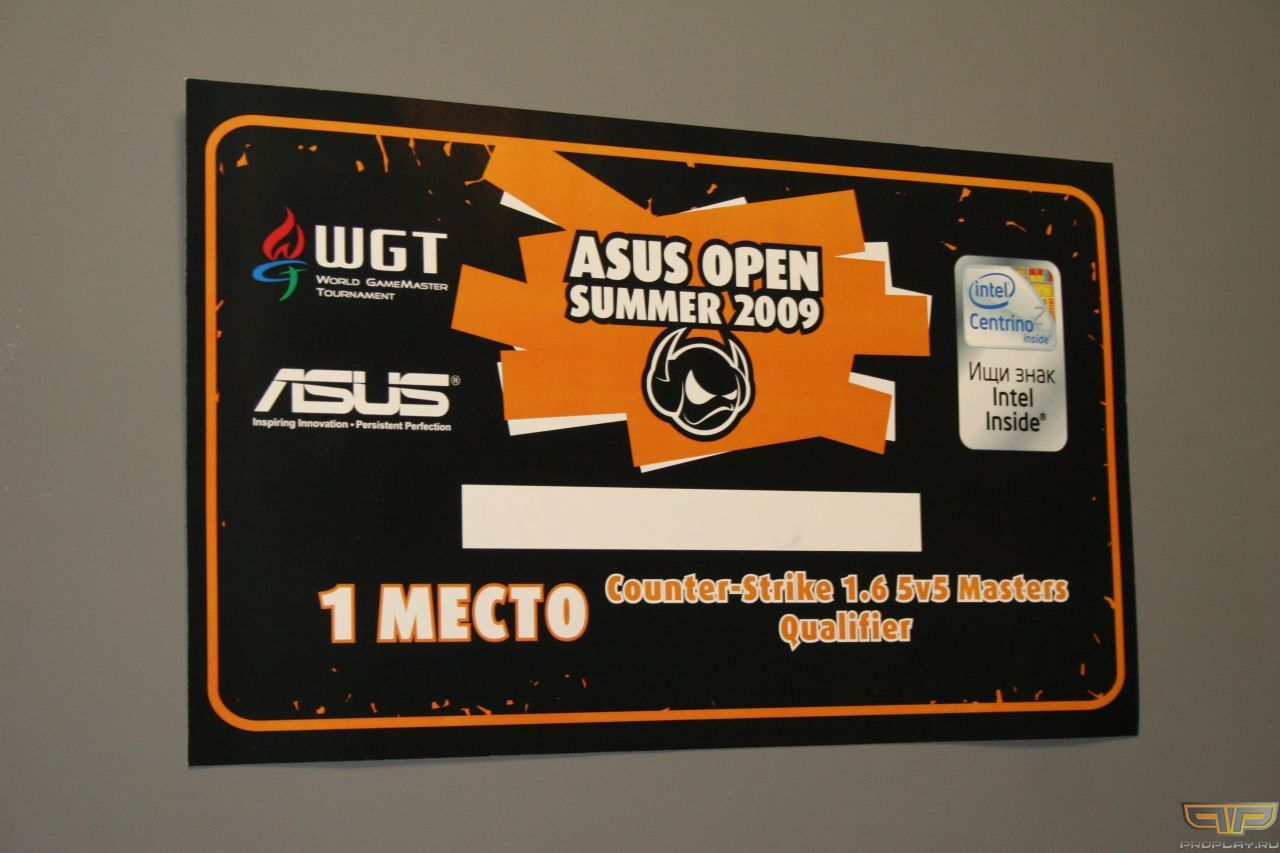 WGT
World GameMaster
Tournament
ASUS OPEN
SUMMER 2009
intel
Centrino 2
inside™
Ищи знак
Intel
Inside®
ASUS®
Inspiring Innovation • Persistent Perfection
1 МЕСТО
Counter-Strike 1.6 5v5 Masters
Qualifier
PROPLAY.RU